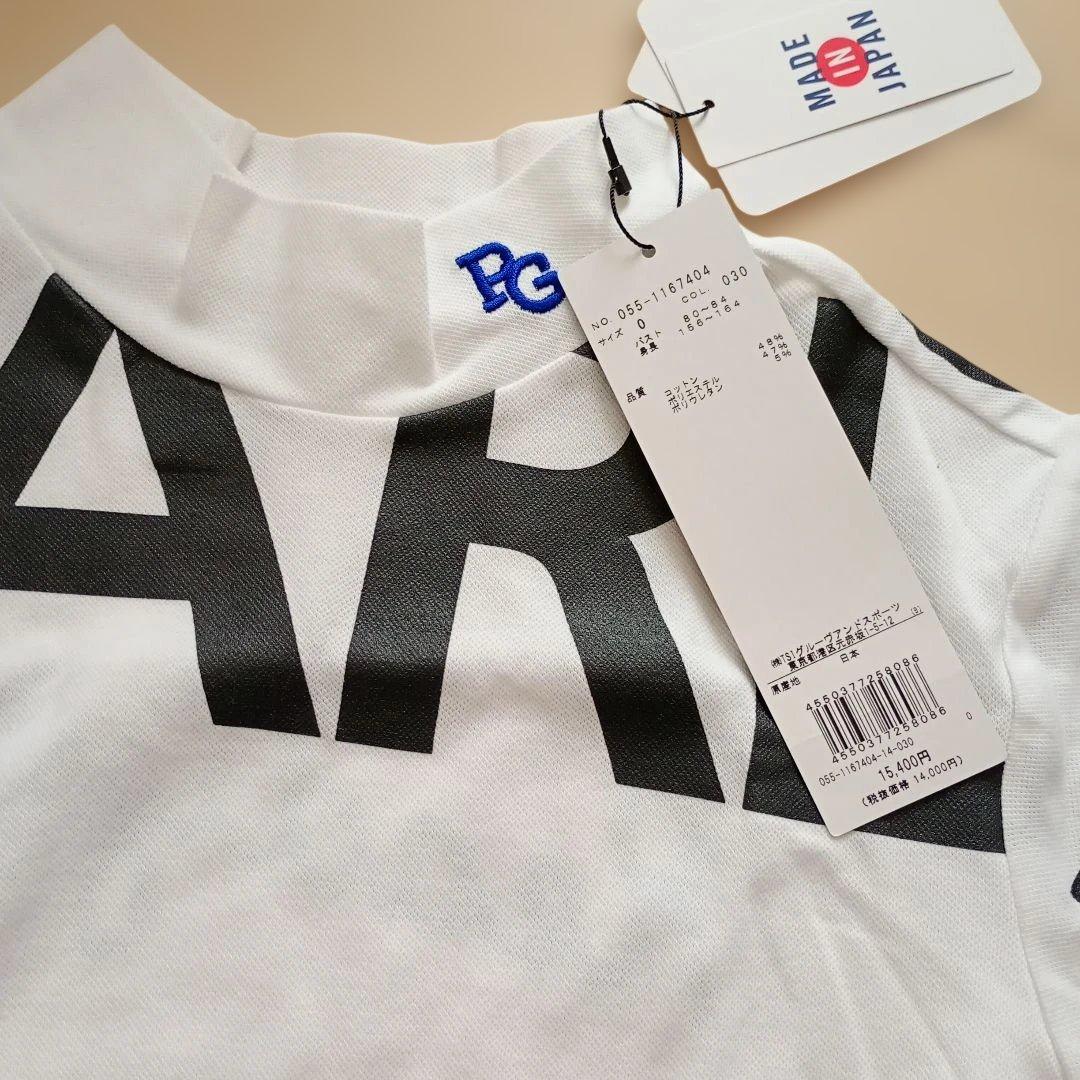 MADE
IN
JAPAN
PG
AR
NO. 055-1167404
COL. 030
サイズ 0
バスト 80~84
身長 156~164
品質 コットン 48%
ポリエステル 47%
ポリウレタン 5%
㈱TSIグルーヴアンドスポーツ
東京都港区元赤坂1-5-12 (8)
原産地 日本
4550377258086
4550377258086
055-1167404-14-030 0
15,400円
(税抜価格 14,000円)